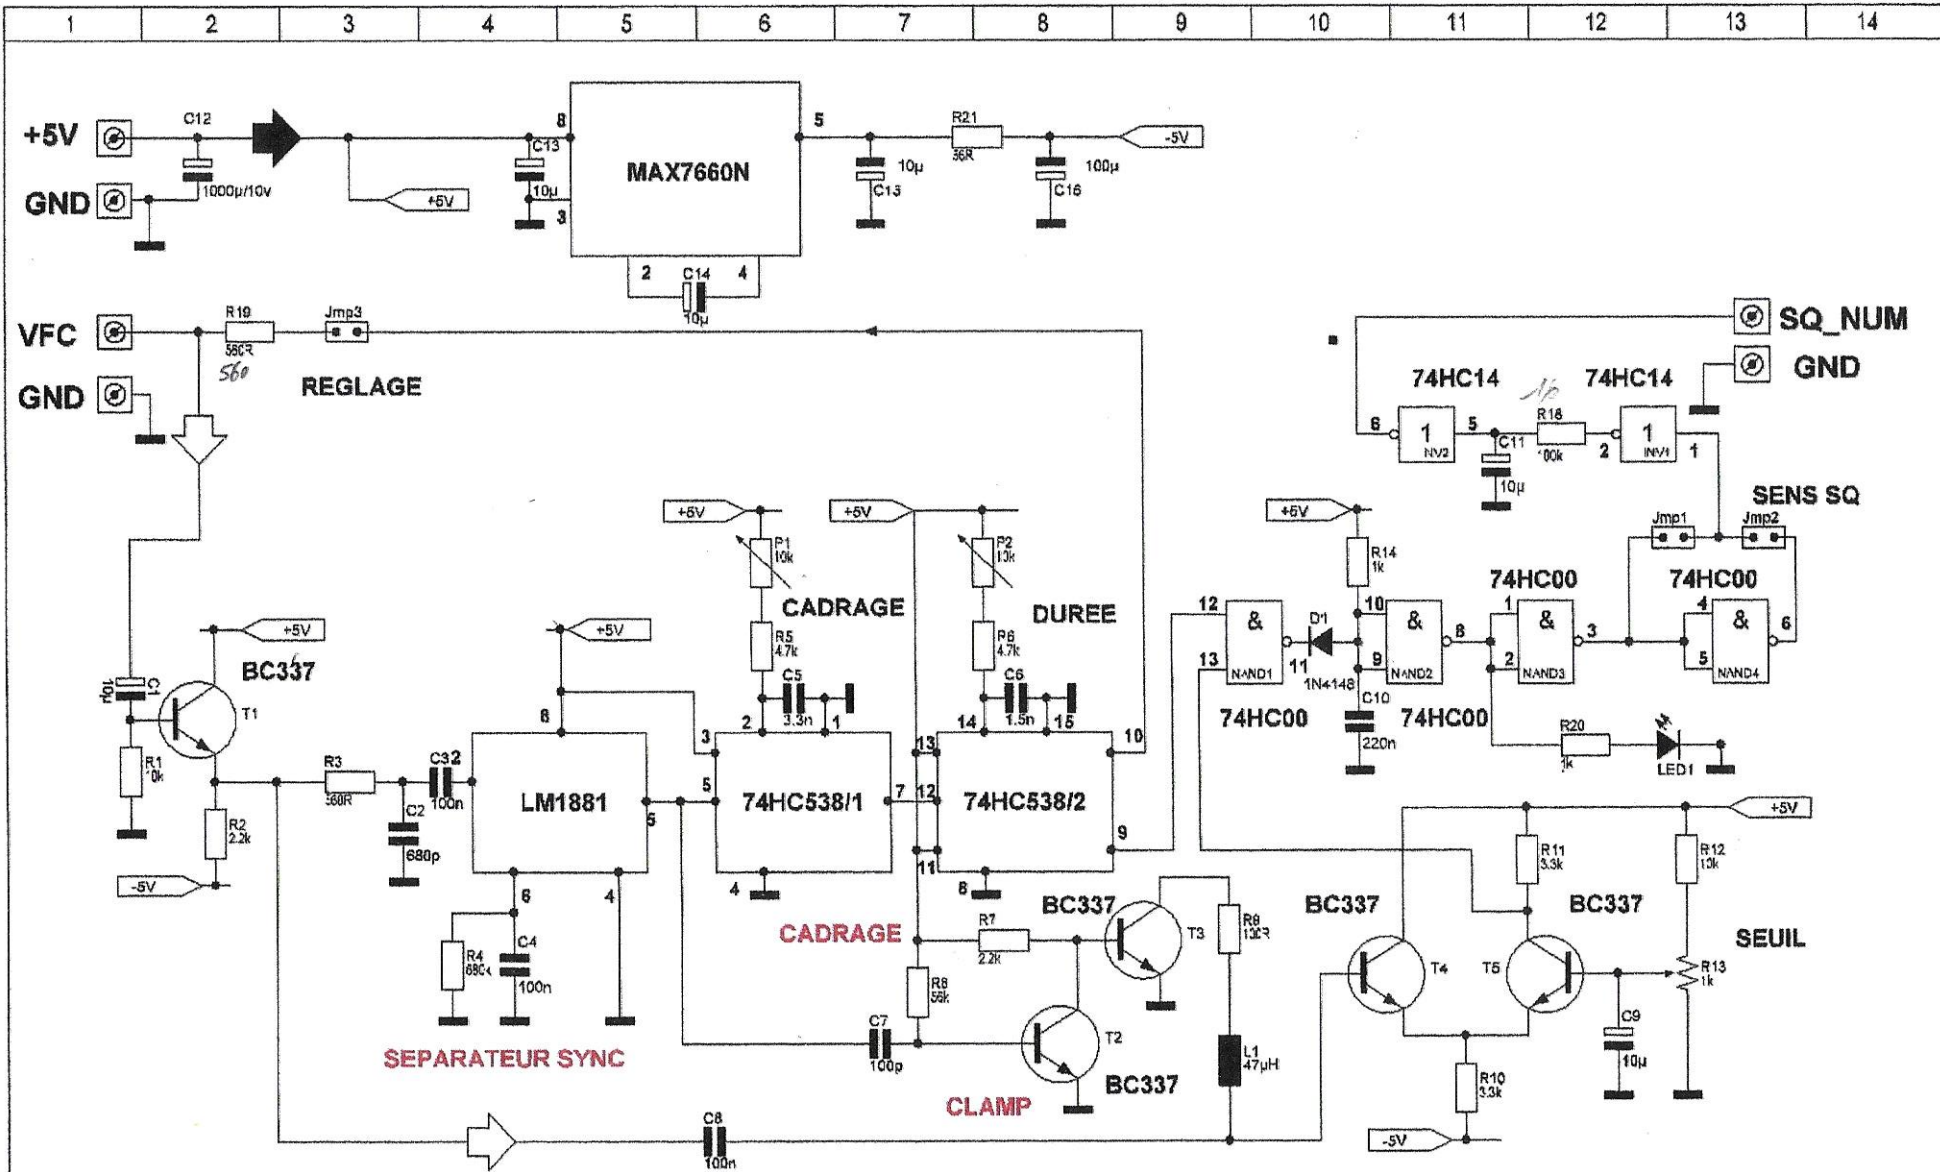 1 2 3 4 5 6 7 8 9 10 11 12 13 14
+5V
C12
1000µ/10v
GND
+5V
8
C13
10µ
3
MAX7660N
5
2
C14
4
10µ
10µ
C15
R21
36R
100µ
C16
-5V
VFC
R19
560R
560
Jmp3
REGLAGE
GND
SQ_NUM
GND
74HC14
74HC14
6
1
INV2
5
C11
10µ
R18
100k
2
1
INV1
1
SENS SQ
Jmp1
Jmp2
+5V
P1
10k
CADRAGE
R5
4.7k
C5
3.3n
+5V
P2
10k
DUREE
R6
4.7k
C6
1.5n
+5V
R14
1k
74HC00
74HC00
12
13
&
NAND1
11
D1
1N4148
10
9
&
NAND2
8
1
2
&
NAND3
3
4
5
&
NAND4
6
74HC00
74HC00
C10
220n
R20
1k
LED1
+5V
BC337
C1
10µ
T1
R1
10k
R2
2.2k
-5V
R3
560R
C2
680p
C3
2
100n
+5V
8
LM1881
5
6
4
R4
680k
C4
100n
SEPARATEUR SYNC
3
5
2
1
74HC538/1
7
4
CADRAGE
14
15
13
12
11
74HC538/2
10
9
8
R7
2.2k
R8
56k
C7
100p
T2
BC337
CLAMP
BC337
T3
R9
100R
L1
47µH
C8
100n
+5V
R11
3.3k
R12
10k
BC337
BC337
T4
T5
SEUIL
R13
1k
C9
10µ
R10
3.3k
-5V